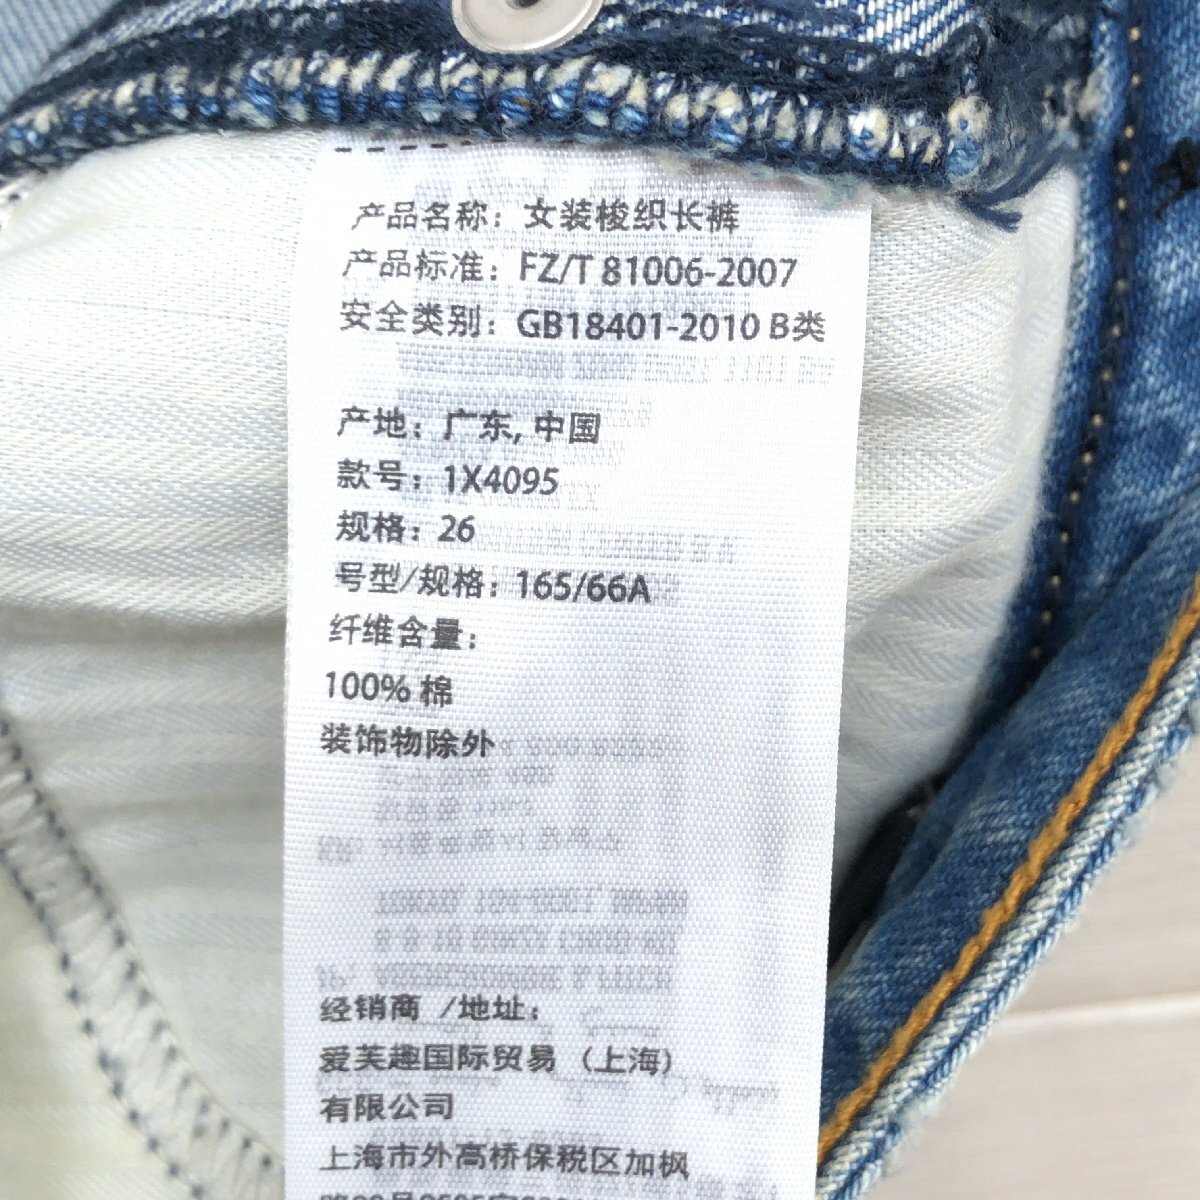 产品名称：女装梭织长裤
产品标准：FZ/T 81006-2007
安全类别：GB18401-2010 B类
产地：广东, 中国
款号：1X4095
规格：26
号型/规格：165/66A
纤维含量：
100% 棉
装饰物除外
经销商 /地址：
爱芙趣国际贸易 (上海)
有限公司
上海市外高桥保税区加枫